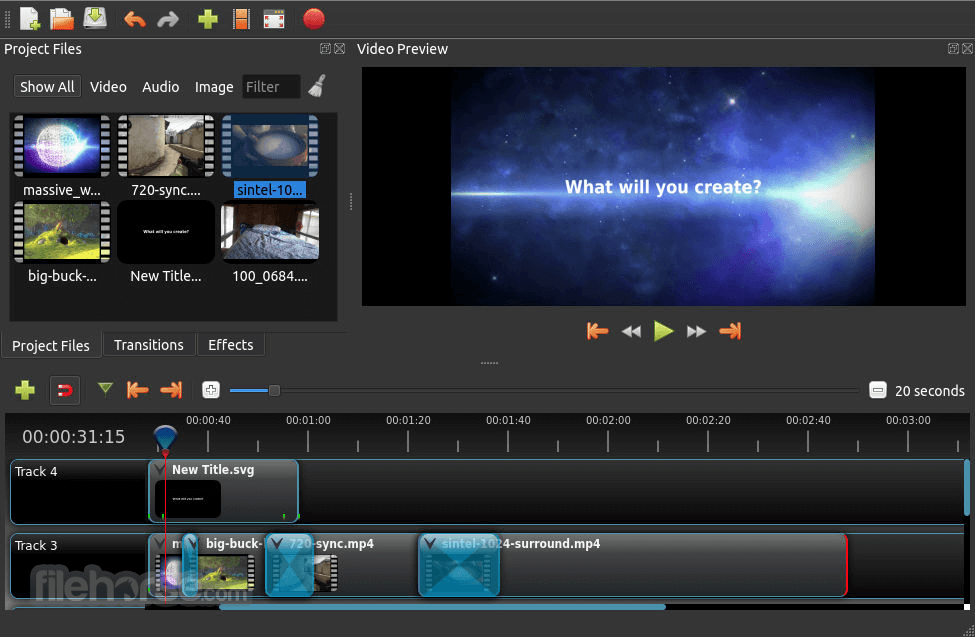 Project Files
Video Preview
Show All Video Audio Image Filter
What will you create?
massive_w... 720-sync.... sintel-10...
What will you create?
big-buck-... New Title... 100_0684....
Project Files Transitions Effects
20 seconds
00:00:31:15
00:00:40 00:01:00 00:01:20 00:01:40 00:02:00 00:02:20 00:02:40 00:03:00
Track 4 New Title.svg
What will you create?
Track 3 m big-buck- 720-sync.mp4 sintel-1024-surround.mp4
filehorse.com